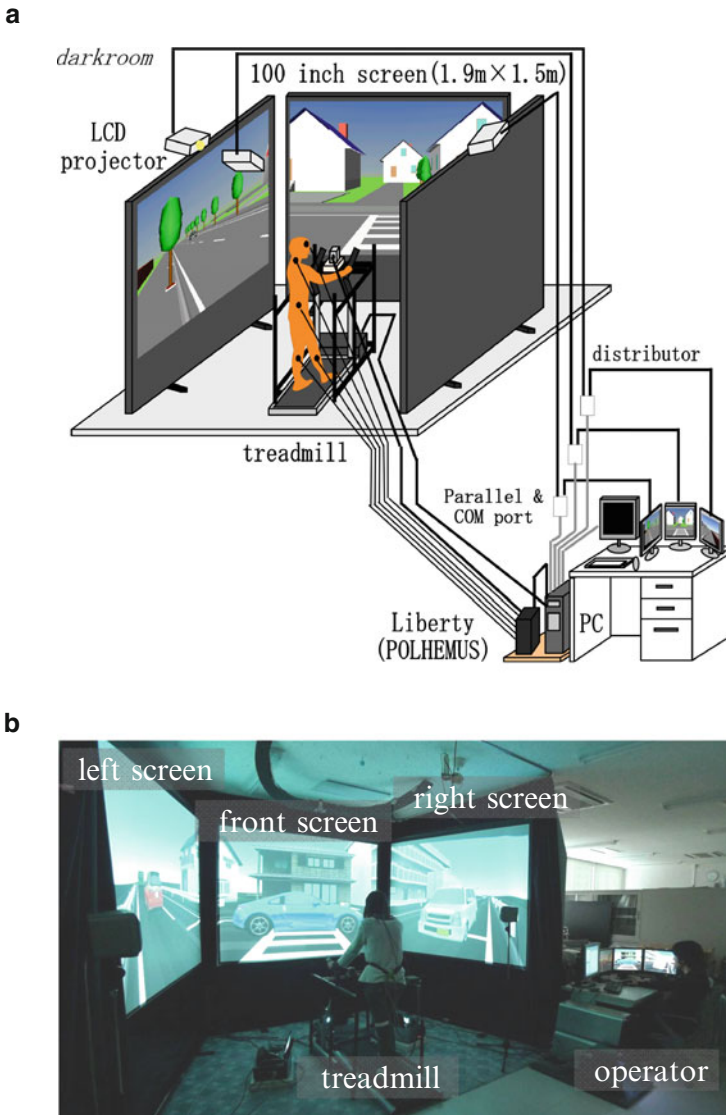 a
darkroom
100 inch screen(1.9m×1.5m)
LCD
projector
distributor
treadmill
Parallel &
COM port
Liberty
(POLHEMUS)
PC
b
left screen
right screen
front screen
treadmill
operator